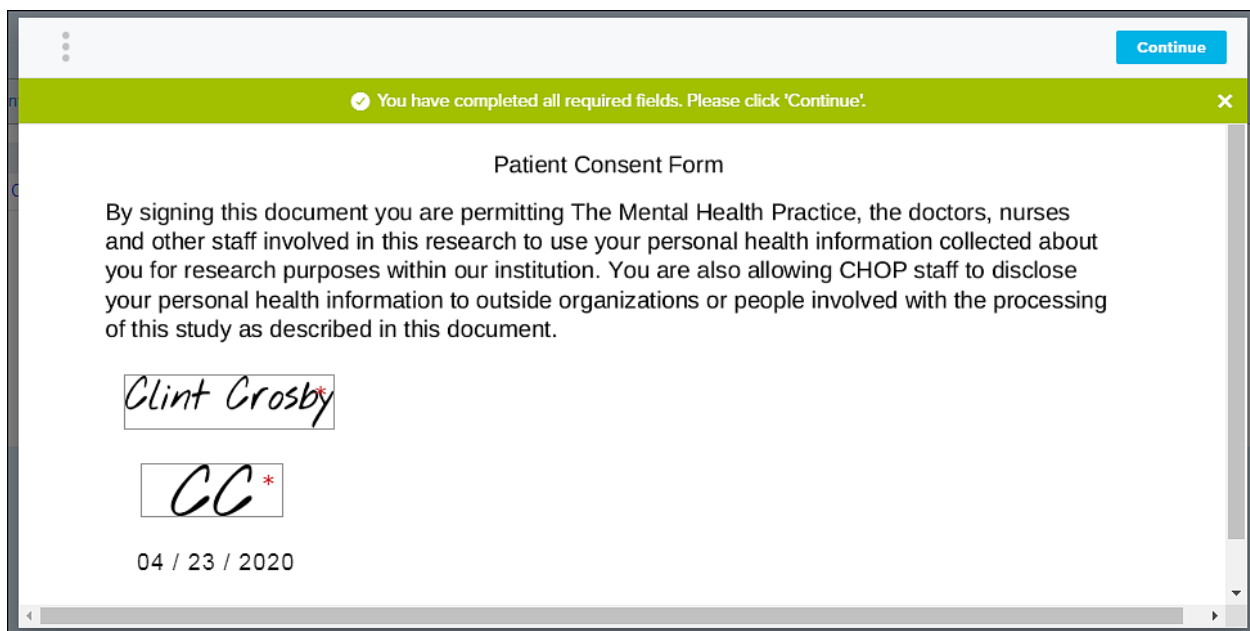 Continue
You have completed all required fields. Please click 'Continue'.
Patient Consent Form
By signing this document you are permitting The Mental Health Practice, the doctors, nurses
and other staff involved in this research to use your personal health information collected about
you for research purposes within our institution. You are also allowing CHOP staff to disclose
your personal health information to outside organizations or people involved with the processing
of this study as described in this document.
Clint Crosby*
CC*
04 / 23 / 2020